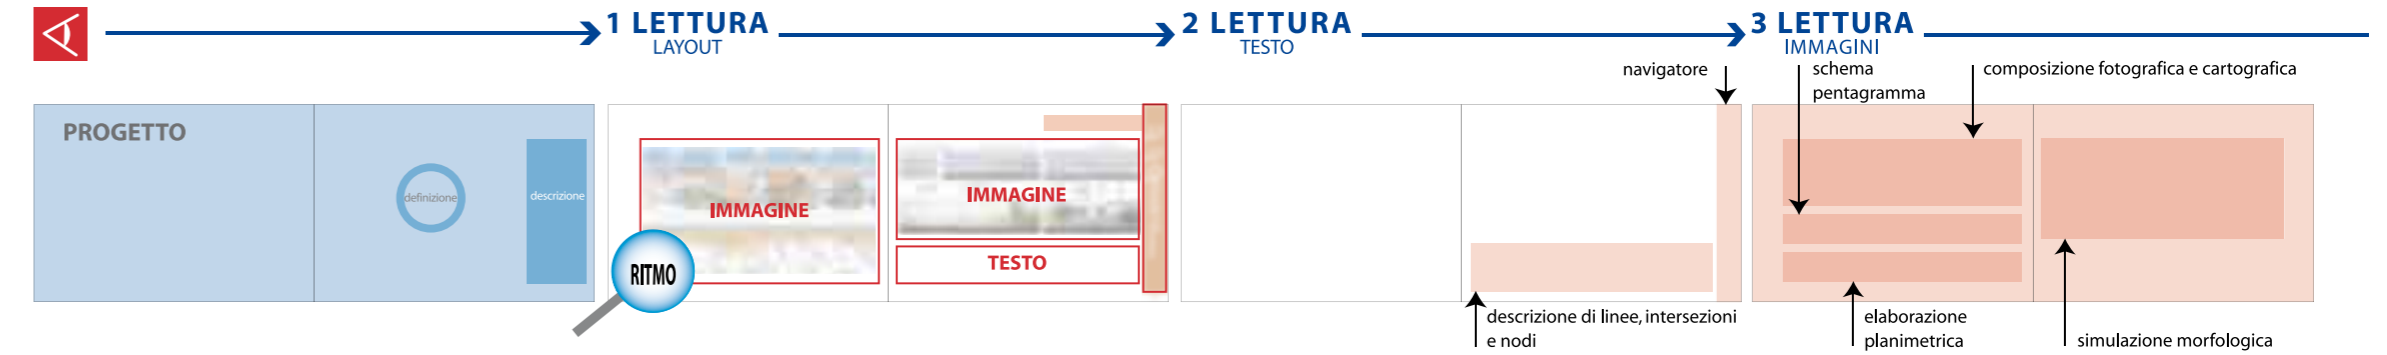 1 LETTURA
LAYOUT
2 LETTURA
TESTO
3 LETTURA
IMMAGINI
navigatore
schema
pentagramma
composizione fotografica e cartografica
PROGETTO
definizione
descrizione
IMMAGINE
IMMAGINE
TESTO
RITMO
descrizione di linee, intersezioni
e nodi
elaborazione
planimetrica
simulazione morfologica